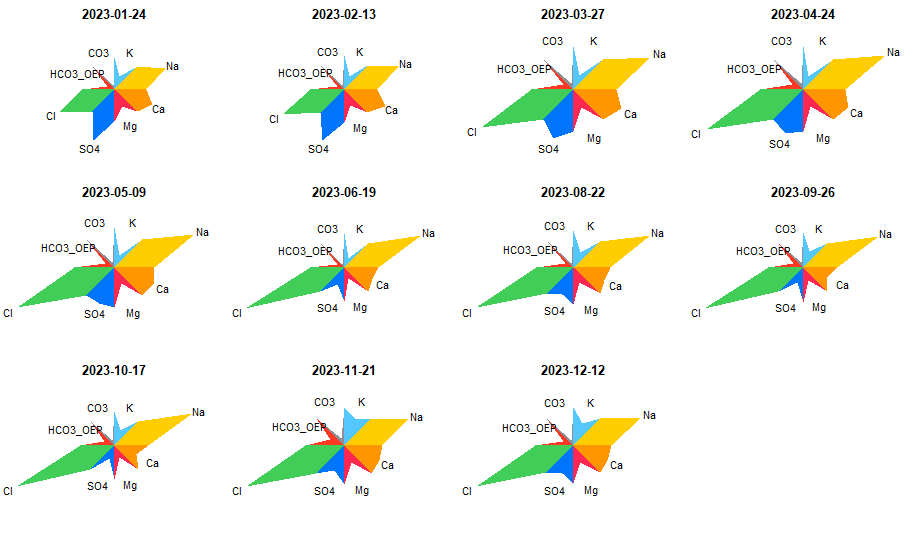 2023-01-24
2023-02-13
2023-03-27
2023-04-24
CO3 K
HCO3_OEP
Na
Cl
Ca
Mg
SO4
CO3 K
HCO3_OEP
Na
Cl
Ca
Mg
SO4
CO3 K
HCO3_OEP
Na
Cl
Ca
Mg
SO4
CO3 K
HCO3_OEP
Na
Cl
Ca
Mg
SO4
2023-05-09
2023-06-19
2023-08-22
2023-09-26
CO3 K
HCO3_OEP
Na
Cl
Ca
Mg
SO4
CO3 K
HCO3_OEP
Na
Cl
Ca
Mg
SO4
CO3 K
HCO3_OEP
Na
Cl
Ca
Mg
SO4
CO3 K
HCO3_OEP
Na
Cl
Ca
Mg
SO4
2023-10-17
2023-11-21
2023-12-12
CO3 K
HCO3_OEP
Na
Cl
Ca
Mg
SO4
CO3 K
HCO3_OEP
Na
Cl
Ca
Mg
SO4
CO3 K
HCO3_OEP
Na
Cl
Ca
Mg
SO4